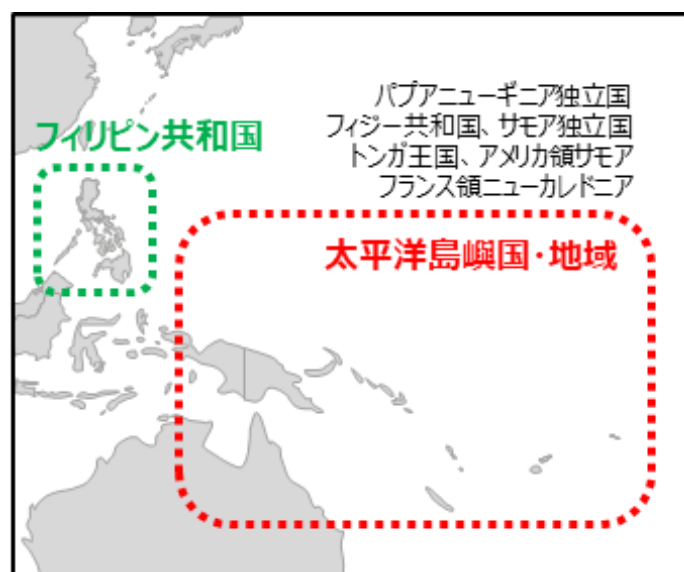 パプアニューギニア独立国
フィジー共和国、サモア独立国
トンガ王国、アメリカ領サモア
フランス領ニューカレドニア
フィリピン共和国
太平洋島嶼国・地域